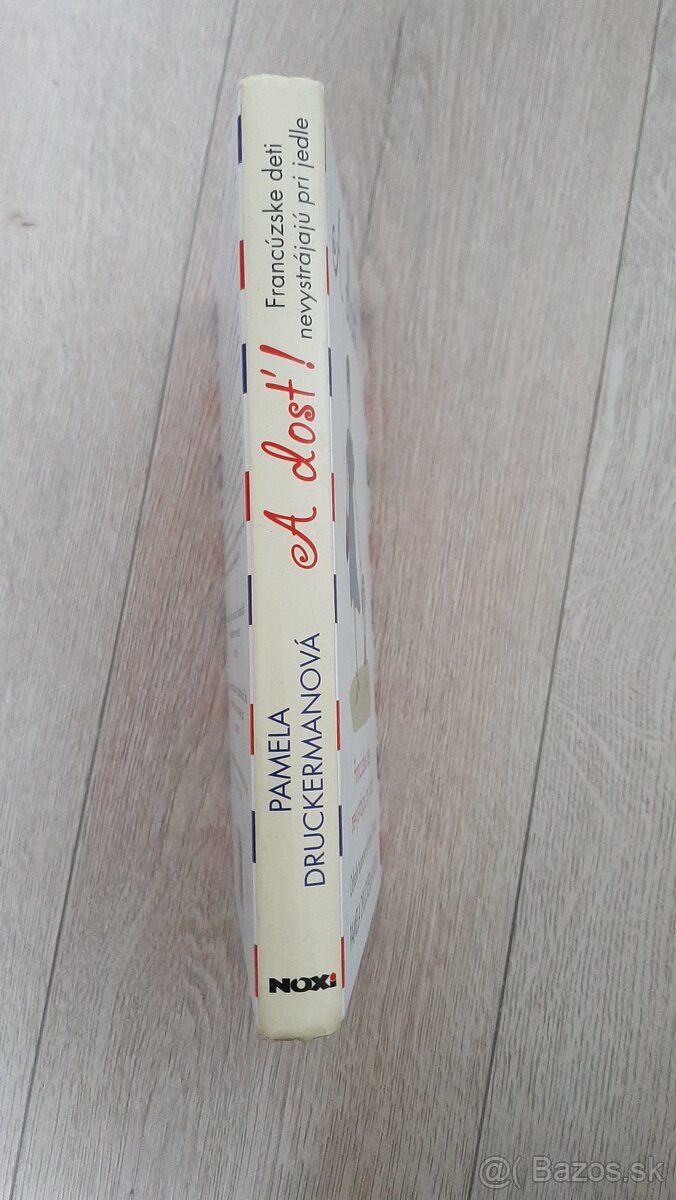 PAMELA
DRUCKERMANOVÁ
A dosť!
Francúzske deti
nevystrájajú pri jedle
NOXi
@( Bazos.sk